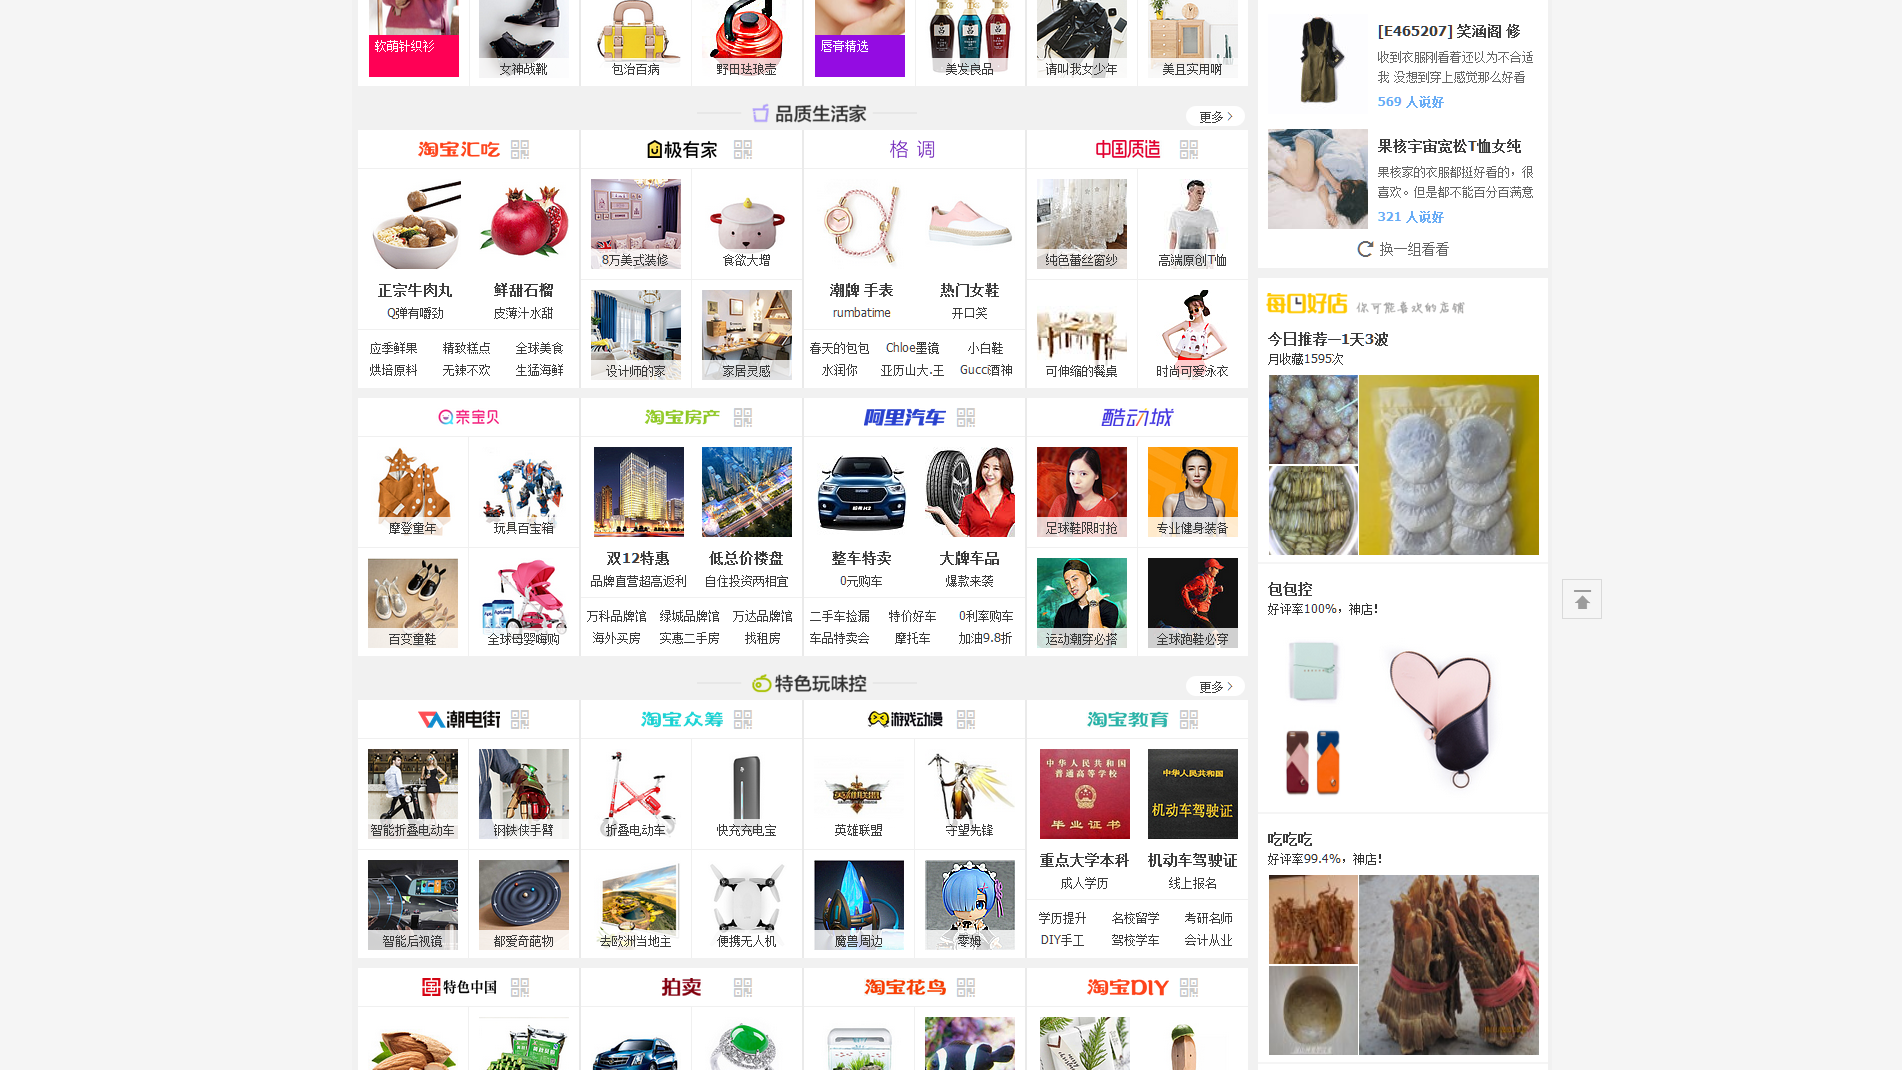 软萌针织衫
女神战靴
包治百病
野田珐琅壶
唇膏精选
美发良品
请叫我女少年
美且实用啊
品质生活家
更多
淘宝汇吃
极有家
格调
中国质造
正宗牛肉丸
Q弹有嚼劲
鲜甜石榴
皮薄汁水甜
应季鲜果 精致糕点 全球美食
烘培原料 无辣不欢 生猛海鲜
8万美式装修
食欲大增
设计师的家
家居灵感
潮牌 手表
rumbatime
热门女鞋
开口笑
春天的包包 Chloe墨镜 小白鞋
水润你 亚历山大.王 Gucci酒神
纯色蕾丝窗纱
高端原创T恤
可伸缩的餐桌
时尚可爱泳衣
亲宝贝
淘宝房产
阿里汽车
酷动城
摩登童年
玩具百宝箱
百变童鞋
全球母婴嗨购
双12特惠
品牌直营超高返利
低总价楼盘
自住投资两相宜
万科品牌馆 绿城品牌馆 万达品牌馆
海外买房 实惠二手房 找租房
整车特卖
0元购车
大牌车品
爆款来袭
二手车捡漏 特价好车 0利率购车
车品特卖会 摩托车 加油9.8折
足球鞋限时抢
专业健身装备
运动潮穿必搭
全球跑鞋必穿
特色玩味控
更多
潮电街
淘宝众筹
游戏动漫
淘宝教育
智能折叠电动车
钢铁侠手臂
智能后视镜
都爱奇葩物
折叠电动车
快充充电宝
去欧洲当地主
便携无人机
英雄联盟
守望先锋
魔兽周边
零姆
中华人民共和国
普通高等学校
毕业证书
中华人民共和国
机动车驾驶证
重点大学本科
成人学历
机动车驾驶证
线上报名
学历提升 名校留学 考研名师
DIY手工 驾校学车 会计从业
特色中国
拍卖
淘宝花鸟
淘宝DIY
[E465207] 笑涵阁 修
收到衣服刚看着还以为不合适
我 没想到穿上感觉那么好看
569 人说好
果核宇宙宽松T恤女纯
果核家的衣服都挺好看的，很
喜欢。但是都不能百分百满意
321 人说好
换一组看看
每日好店 你可能喜欢的店铺
今日推荐—1天3波
月收藏1595次
包包控
好评率100%，神店！
吃吃吃
好评率99.4%，神店！